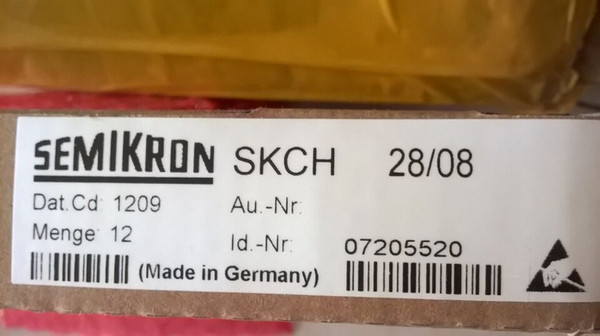 SEMIKRON SKCH 28/08
Dat.Cd: 1209 Au.-Nr:
Menge: 12 Id.-Nr: 07205520
(Made in Germany)